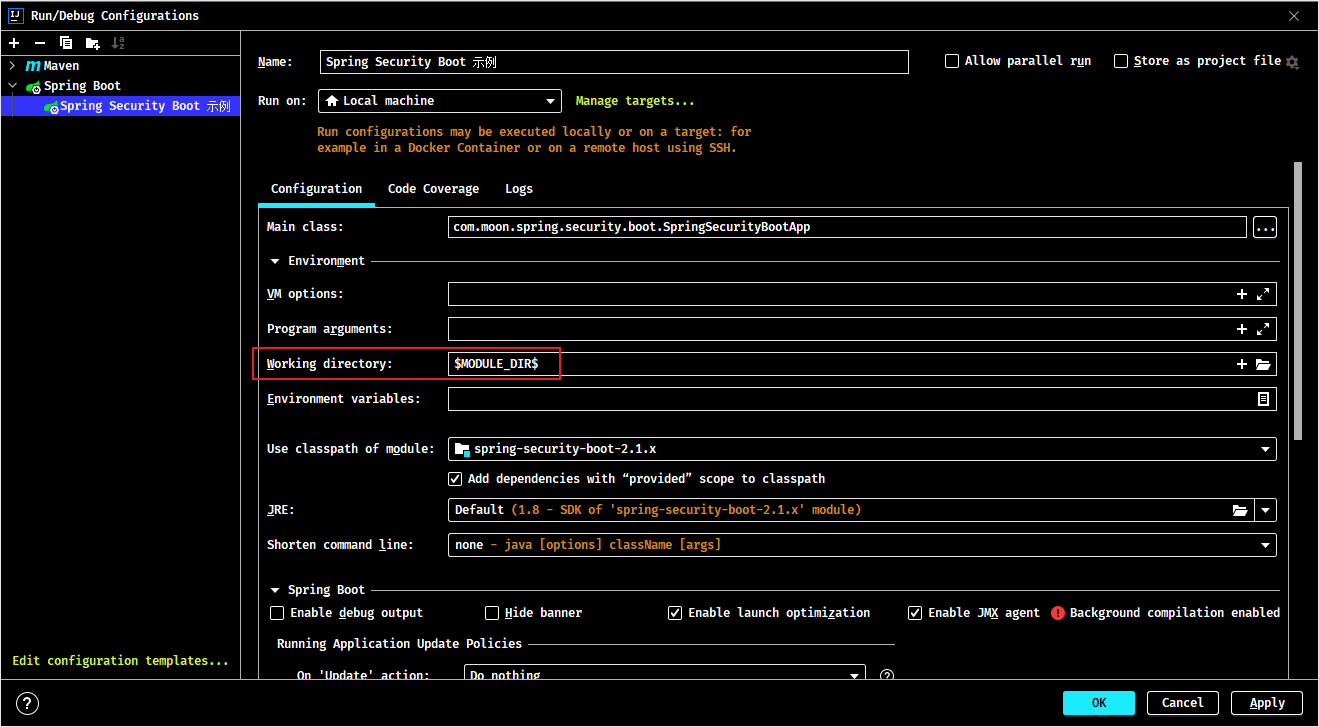 IJ Run/Debug Configurations
Maven
Spring Boot
Spring Security Boot 示例
Edit configuration templates...
Name: Spring Security Boot 示例
Allow parallel run
Store as project file
Run on: Local machine Manage targets...
Run configurations may be executed locally or on a target: for
example in a Docker Container or on a remote host using SSH.
Configuration Code Coverage Logs
Main class: com.moon.spring.security.boot.SpringSecurityBootApp ...
Environment
VM options:
Program arguments:
Working directory: $MODULE_DIR$
Environment variables:
Use classpath of module: spring-security-boot-2.1.x
Add dependencies with “provided” scope to classpath
JRE: Default (1.8 - SDK of 'spring-security-boot-2.1.x' module)
Shorten command line: none - java [options] className [args]
Spring Boot
Enable debug output Hide banner Enable launch optimization Enable JMX agent Background compilation enabled
Running Application Update Policies
On 'Update' action: Do nothing
OK Cancel Apply